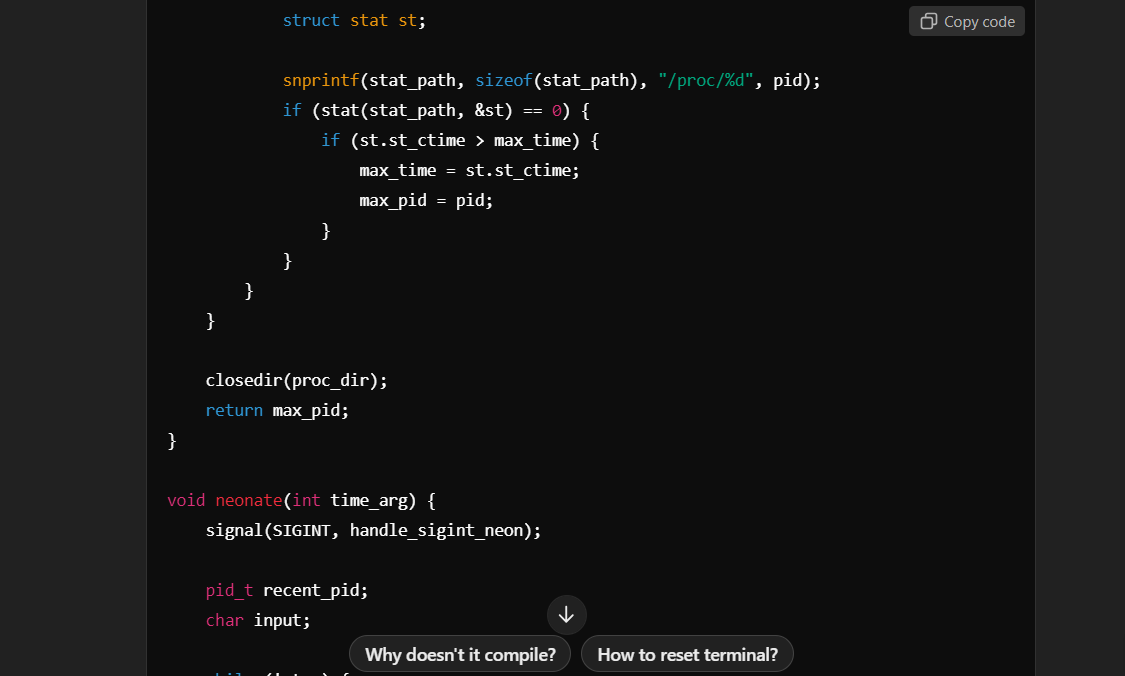 struct stat st;
Copy code
snprintf(stat_path, sizeof(stat_path), "/proc/%d", pid);
if (stat(stat_path, &st) == 0) {
if (st.st_ctime > max_time) {
max_time = st.st_ctime;
max_pid = pid;
}
}
}
}
closedir(proc_dir);
return max_pid;
}
void neonate(int time_arg) {
signal(SIGINT, handle_sigint_neon);
pid_t recent_pid;
char input;
Why doesn't it compile?
How to reset terminal?